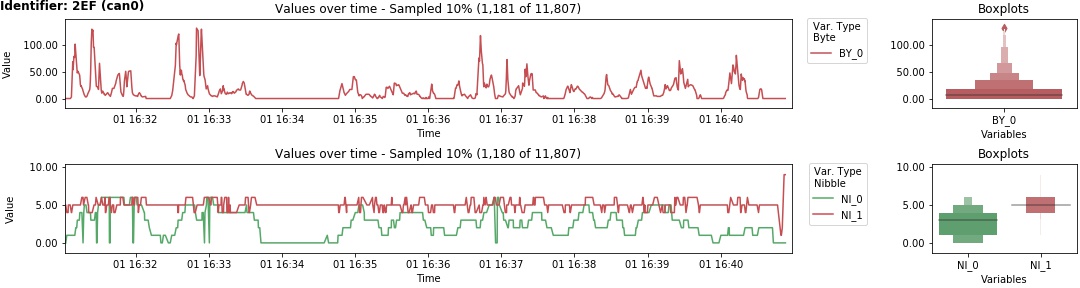 Identifier: 2EF (can0)
Values over time - Sampled 10% (1,181 of 11,807)
Value
100.00
50.00
0.00
01 16:32 01 16:33 01 16:34 01 16:35 01 16:36 01 16:37 01 16:38 01 16:39 01 16:40
Time
Var. Type
Byte
BY_0
Boxplots
100.00
50.00
0.00
BY_0
Variables
Values over time - Sampled 10% (1,180 of 11,807)
Value
10.00
5.00
0.00
01 16:32 01 16:33 01 16:34 01 16:35 01 16:36 01 16:37 01 16:38 01 16:39 01 16:40
Time
Var. Type
Nibble
NI_0
NI_1
Boxplots
10.00
5.00
0.00
NI_0 NI_1
Variables